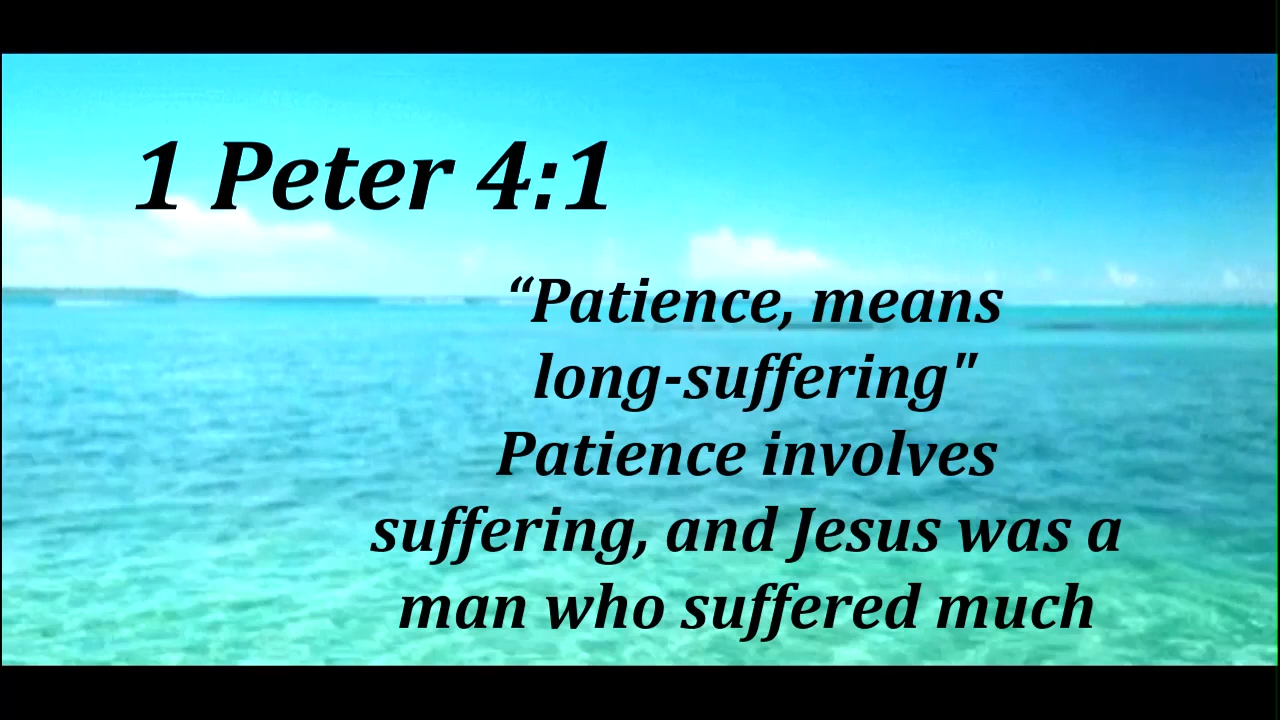 1 Peter 4:1
“Patience, means
long-suffering"
Patience involves
suffering, and Jesus was a
man who suffered much